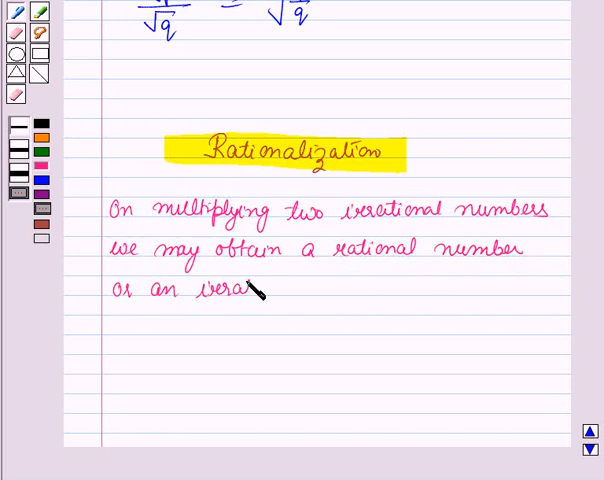 √q = √q
Rationalization
On multiplying two irrational numbers
we may obtain a rational number
or an irra